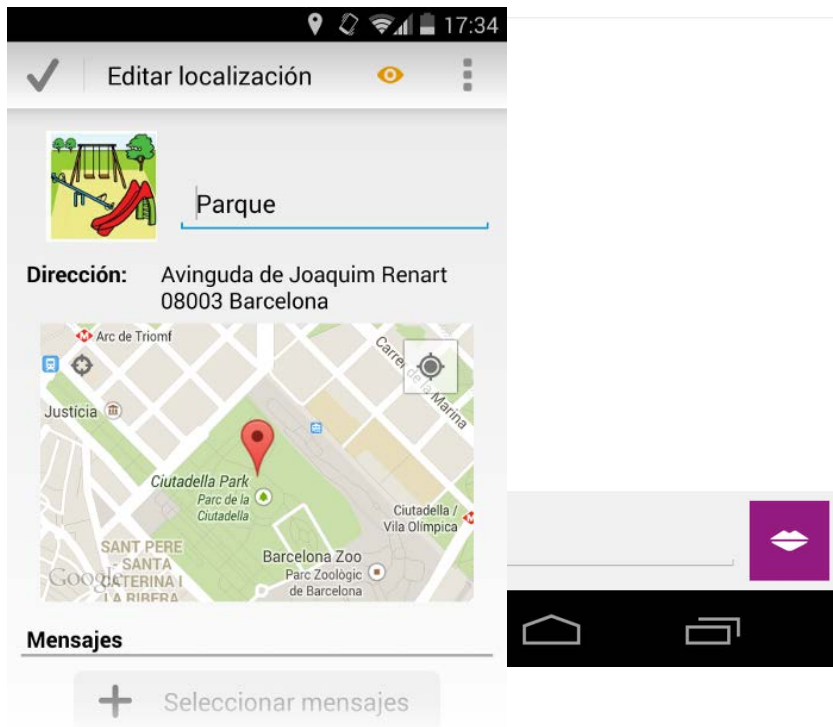 17:34
Editar localización
Parque
Dirección: Avinguda de Joaquim Renart
08003 Barcelona
Arc de Triomf
Carrer de la Marina
Justícia
Ciutadella Park
Parc de la
Ciutadella
Ciutadella /
Vila Olímpica
SANT PERE
- SANTA
CATERINA I
LA RIBERA
Barcelona Zoo
Parc Zoològic
de Barcelona
Google
Mensajes
Seleccionar mensajes